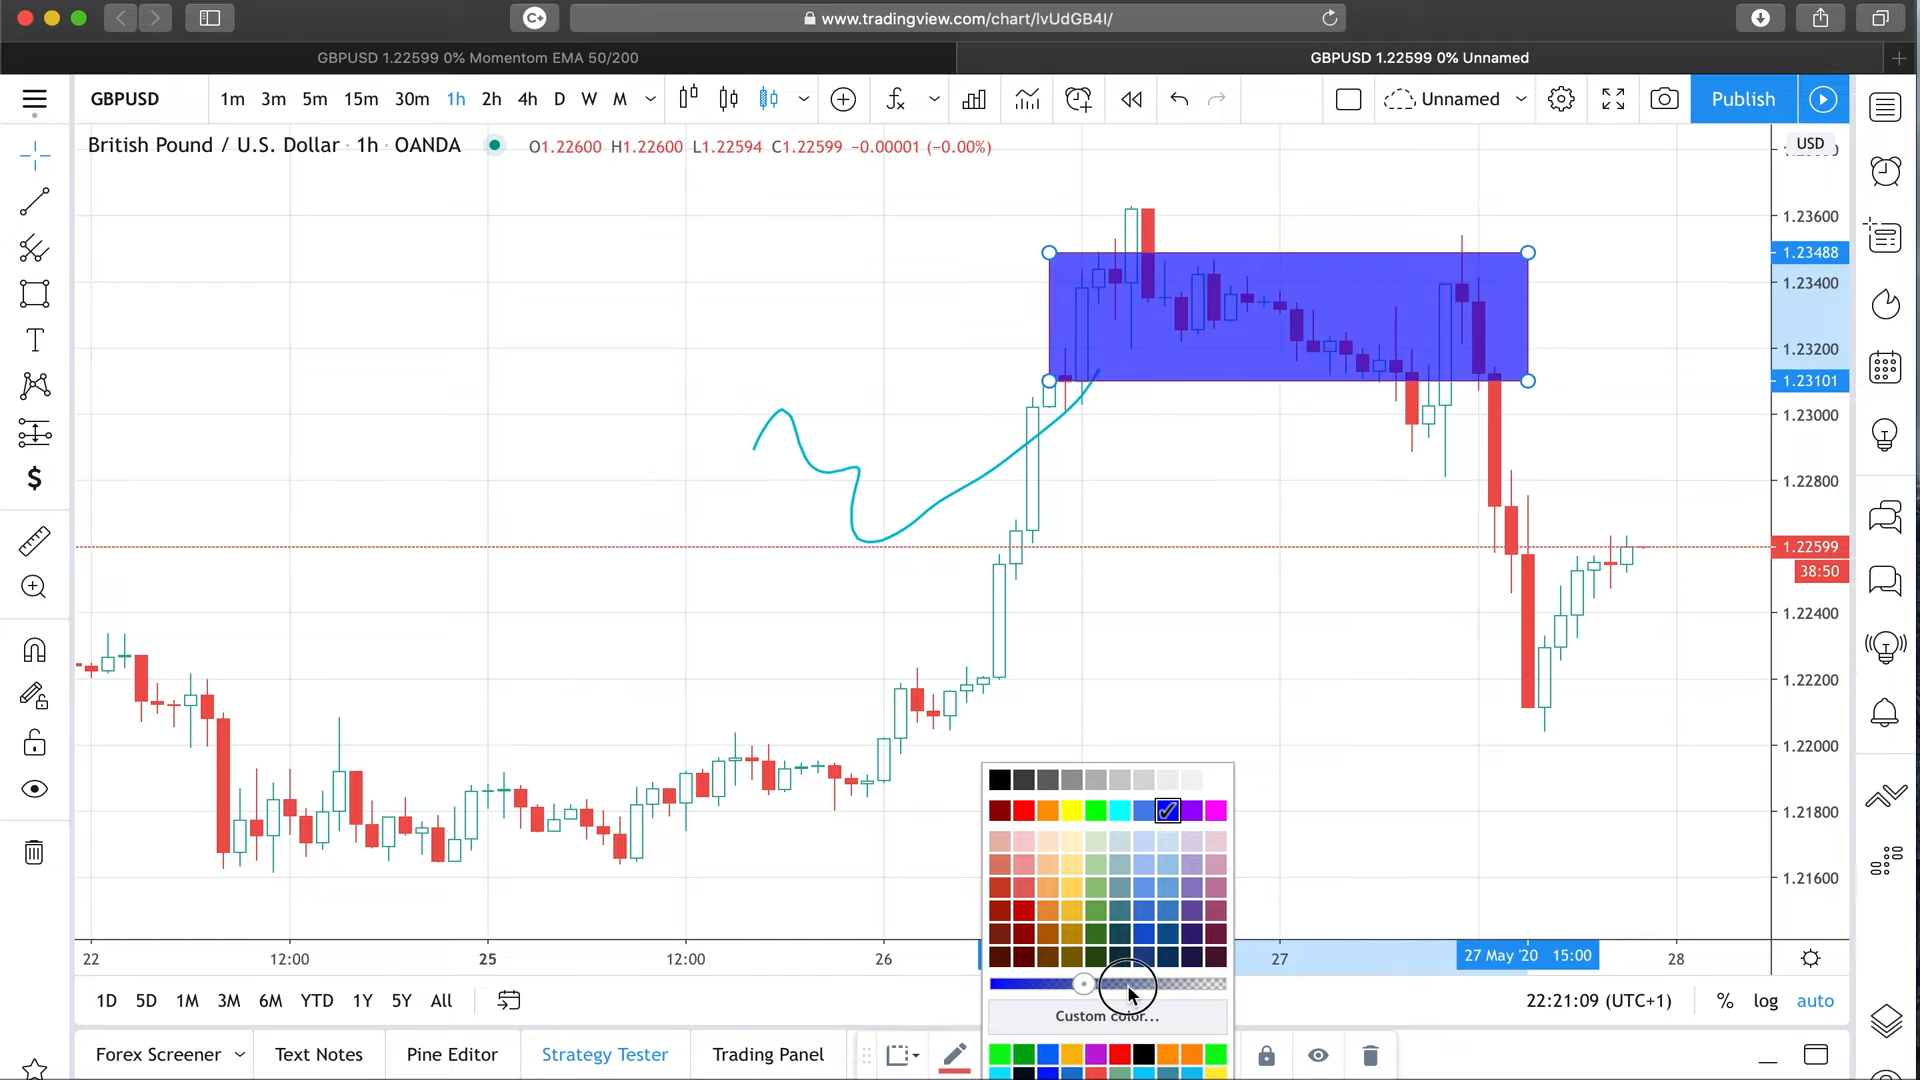 www.tradingview.com/chart/lvUdGB4I/
GBPUSD 1.22599 0% Momentom EMA 50/200
GBPUSD 1.22599 0% Unnamed
GBPUSD 1m 3m 5m 15m 30m 1h 2h 4h D W M Unnamed Publish
British Pound / U.S. Dollar · 1h · OANDA O1.22600 H1.22600 L1.22594 C1.22599 −0.00001 (−0.00%)
USD
1.23600
1.23488
1.23400
1.23200
1.23101
1.23000
1.22800
1.22599
38:50
1.22400
1.22200
1.22000
1.21800
1.21600
22 12:00 25 12:00 26 27 27 May '20 15:00 28
1D 5D 1M 3M 6M YTD 1Y 5Y All 22:21:09 (UTC+1) % log auto
Custom color...
Forex Screener Text Notes Pine Editor Strategy Tester Trading Panel